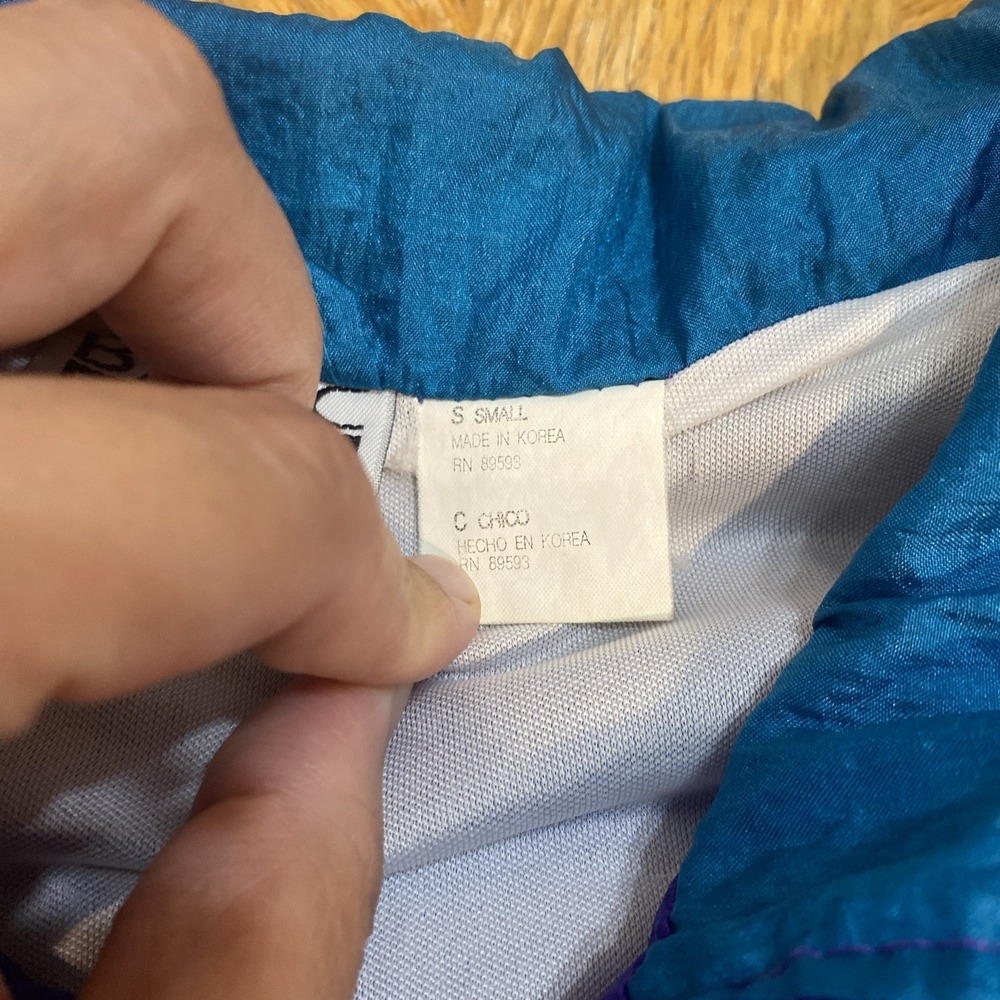 S SMALL
MADE IN KOREA
RN 89593
C CHICO
HECHO EN KOREA
RN 89593